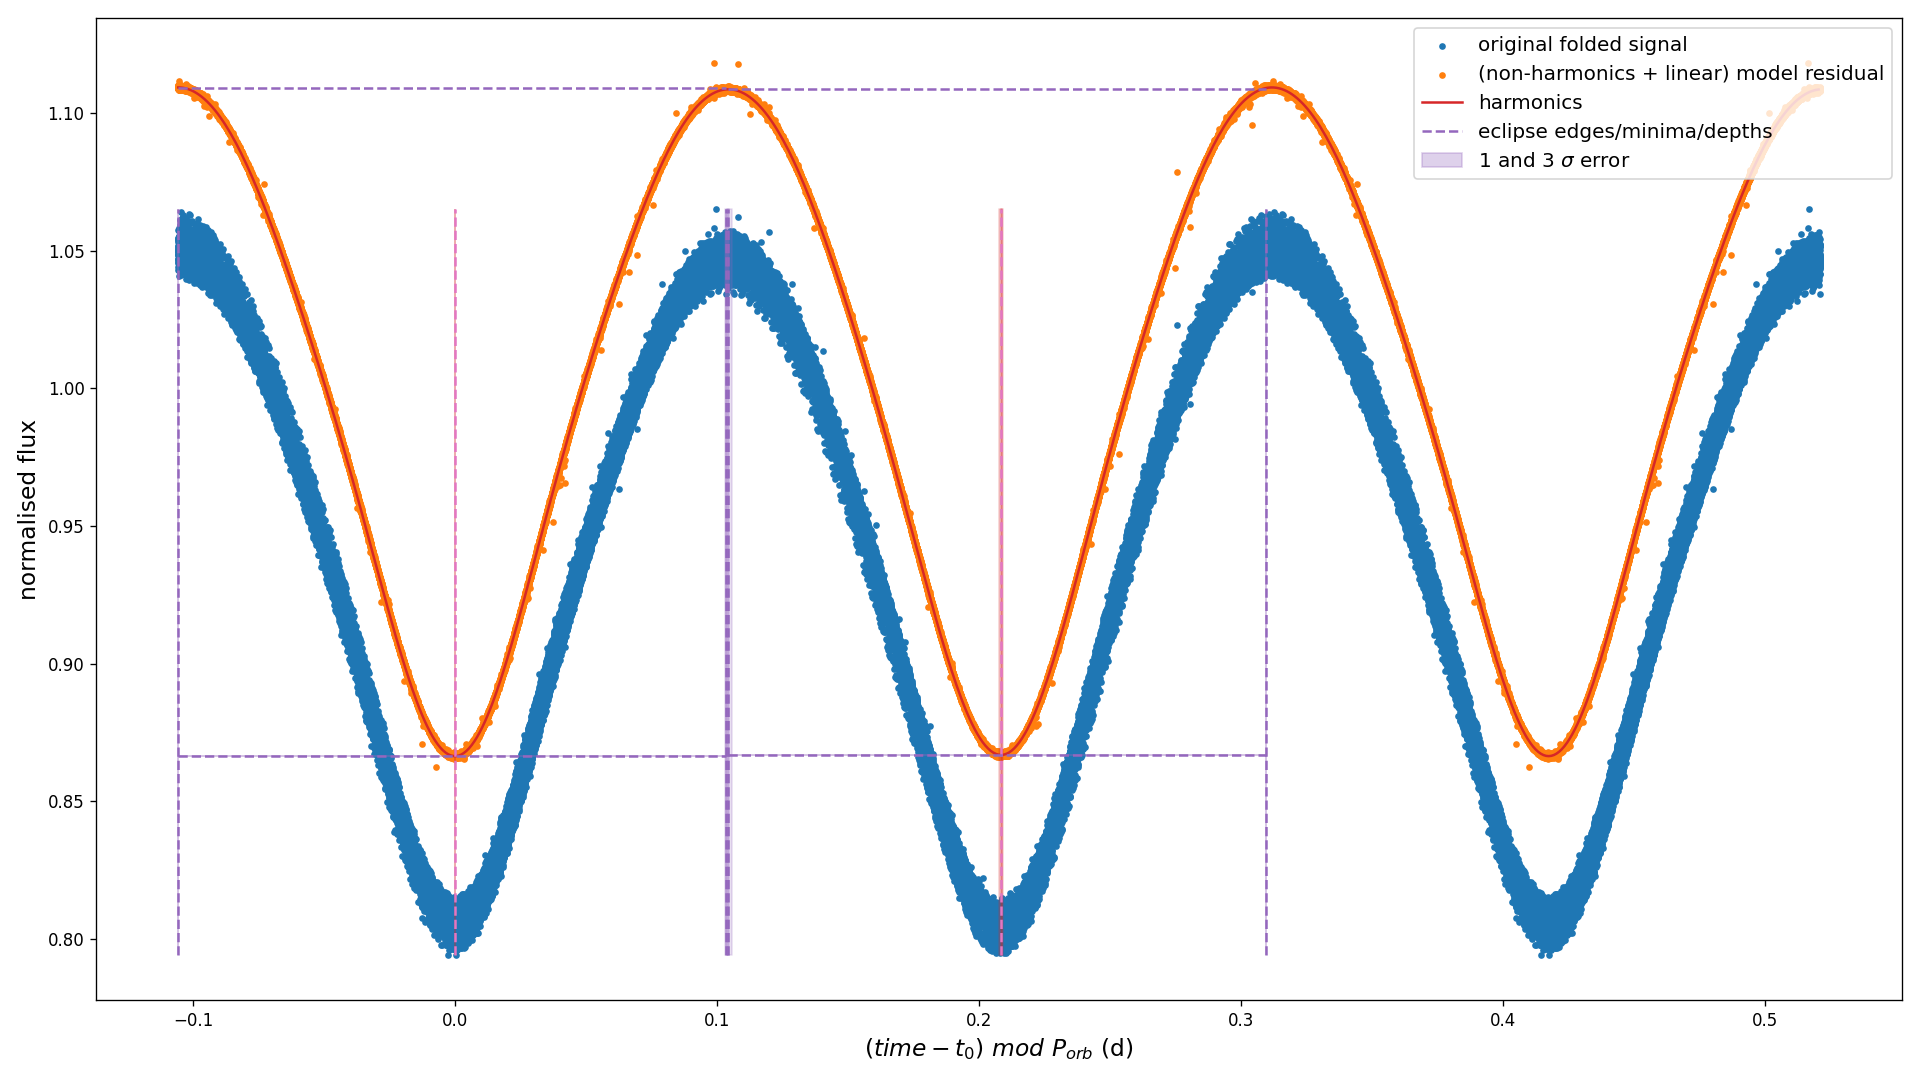 original folded signal
(non-harmonics + linear) model residual
harmonics
eclipse edges/minima/depths
1 and 3 σ error
normalised flux
1.10
1.05
1.00
0.95
0.90
0.85
0.80
−0.1 0.0 0.1 0.2 0.3 0.4 0.5
(time − t₀) mod Pₒᵣb (d)